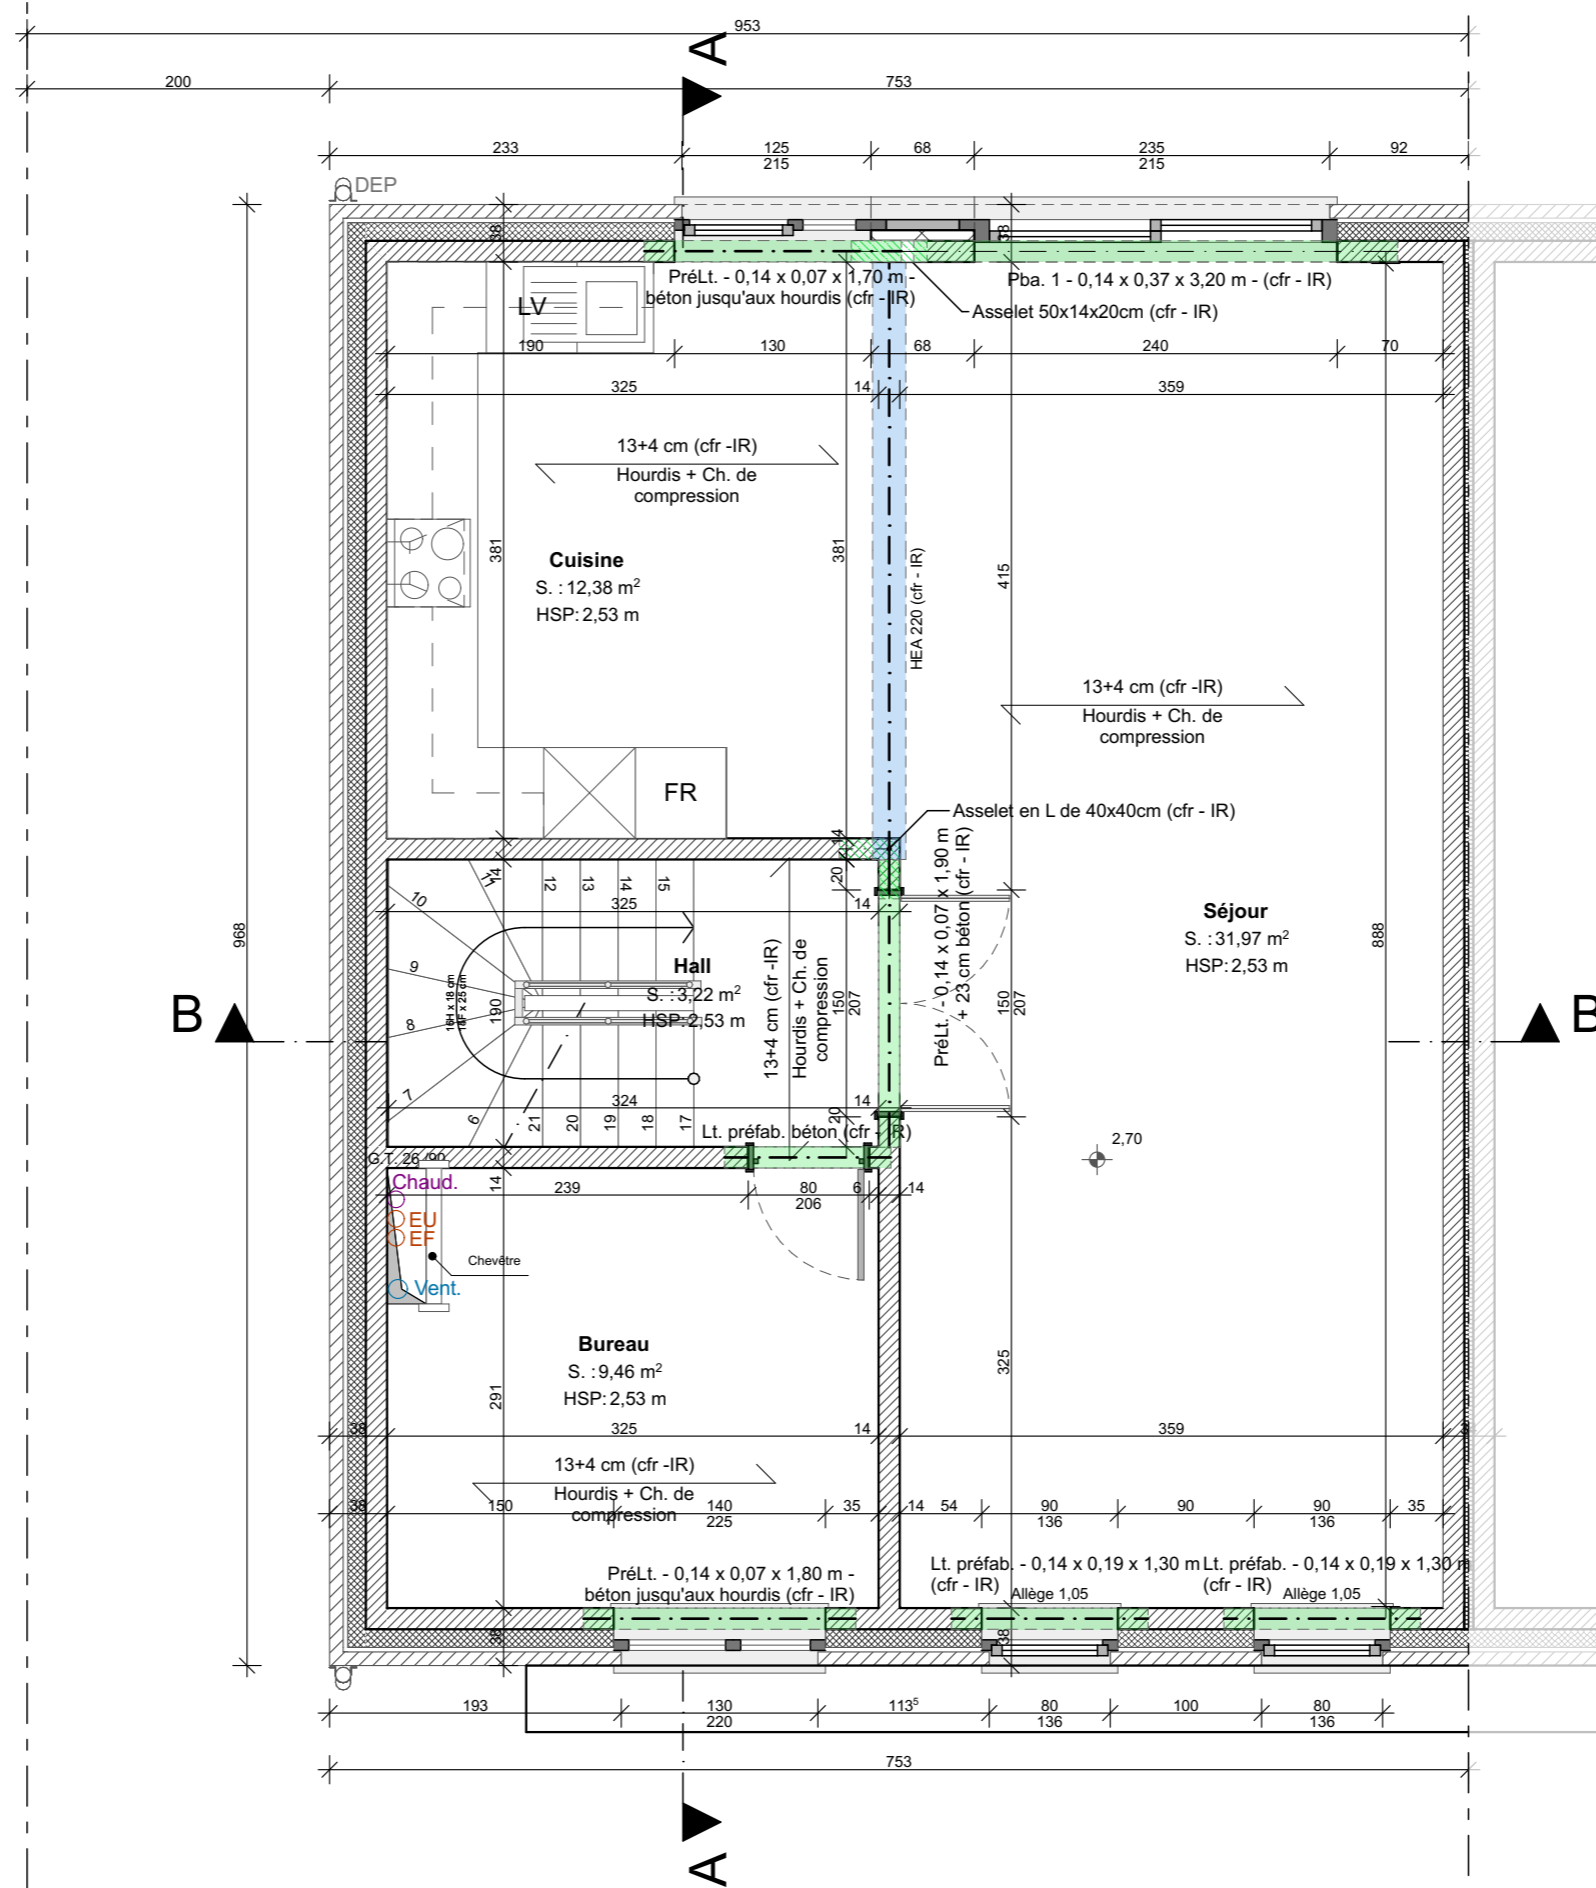 953
A
200
753
233
125
215
68
235
215
92
DEP
38
38
PréLt. - 0,14 x 0,07 x 1,70 m -
béton jusqu'aux hourdis (cfr - IR)
Pba. 1 - 0,14 x 0,37 x 3,20 m - (cfr - IR)
Asselet 50x14x20cm (cfr - IR)
LV
190
130
68
240
70
325
14
359
13+4 cm (cfr -IR)
Hourdis + Ch. de
compression
381
381
Cuisine
S. : 12,38 m²
HSP: 2,53 m
HEA 220 (cfr - IR)
415
13+4 cm (cfr -IR)
Hourdis + Ch. de
compression
FR
Asselet en L de 40x40cm (cfr - IR)
14
14
20
PréLt. - 0,14 x 0,07 x 1,90 m
+ 23 cm béton (cfr - IR)
10
11
12
13
14
15
325
14
Séjour
S. : 31,97 m²
HSP: 2,53 m
888
968
9
8
7
6
16H x 18 cm
190
Hall
S. : 3,22 m²
HSP: 2,53 m
13+4 cm (cfr -IR)
Hourdis + Ch. de
compression
150
207
150
207
B
B
324
14
21
20
19
18
17
20
Lt. préfab. béton (cfr - IR)
2,70
G.T. 26/90
Chaud.
EU
EF
Vent.
Chevêtre
14
239
80
206
6
14
Bureau
S. : 9,46 m²
HSP: 2,53 m
291
325
38
325
14
359
13+4 cm (cfr -IR)
Hourdis + Ch. de
compression
38
150
140
225
35
14
54
90
136
90
90
136
35
PréLt. - 0,14 x 0,07 x 1,80 m -
béton jusqu'aux hourdis (cfr - IR)
Lt. préfab. - 0,14 x 0,19 x 1,30 m
(cfr - IR)
Allège 1,05
Lt. préfab. - 0,14 x 0,19 x 1,30 m
(cfr - IR)
Allège 1,05
38
38
193
130
220
113⁵
80
136
100
80
136
753
A